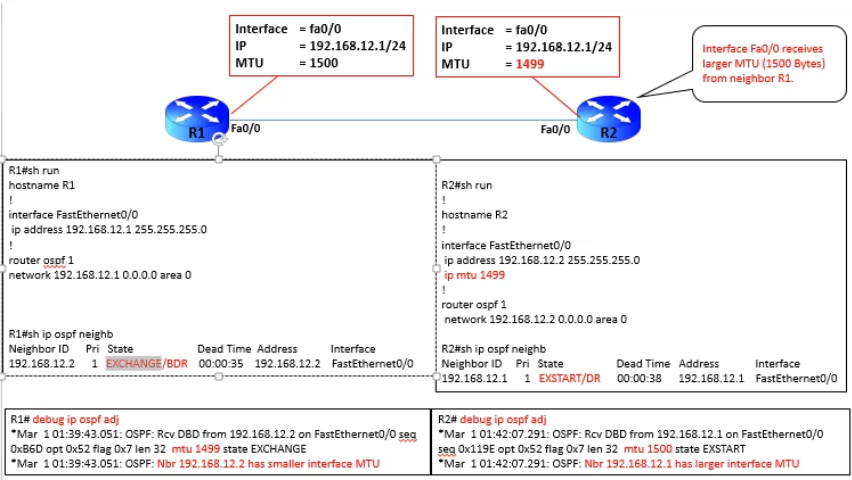 Interface = fa0/0
IP = 192.168.12.1/24
MTU = 1500
Interface = fa0/0
IP = 192.168.12.1/24
MTU = 1499
Interface Fa0/0 receives
larger MTU (1500 Bytes)
from neighbor R1.
R1
Fa0/0
Fa0/0
R2
R1#sh run
hostname R1
!
interface FastEthernet0/0
ip address 192.168.12.1 255.255.255.0
!
router ospf 1
network 192.168.12.1 0.0.0.0 area 0
R1#sh ip ospf neighb
Neighbor ID Pri State Dead Time Address Interface
192.168.12.2 1 EXCHANGE/BDR 00:00:35 192.168.12.2 FastEthernet0/0
R2#sh run
!
hostname R2
!
interface FastEthernet0/0
ip address 192.168.12.2 255.255.255.0
ip mtu 1499
!
router ospf 1
network 192.168.12.2 0.0.0.0 area 0
R2#sh ip ospf neighb
Neighbor ID Pri State Dead Time Address Interface
192.168.12.1 1 EXSTART/DR 00:00:38 192.168.12.1 FastEthernet0/0
R1# debug ip ospf adj
*Mar 1 01:39:43.051: OSPF: Rcv DBD from 192.168.12.2 on FastEthernet0/0 seq
0xB6D opt 0x52 flag 0x7 len 32 mtu 1499 state EXCHANGE
*Mar 1 01:39:43.051: OSPF: Nbr 192.168.12.2 has smaller interface MTU
R2# debug ip ospf adj
*Mar 1 01:42:07.291: OSPF: Rcv DBD from 192.168.12.1 on FastEthernet0/0
seq 0x119E opt 0x52 flag 0x7 len 32 mtu 1500 state EXSTART
*Mar 1 01:42:07.291: OSPF: Nbr 192.168.12.1 has larger interface MTU